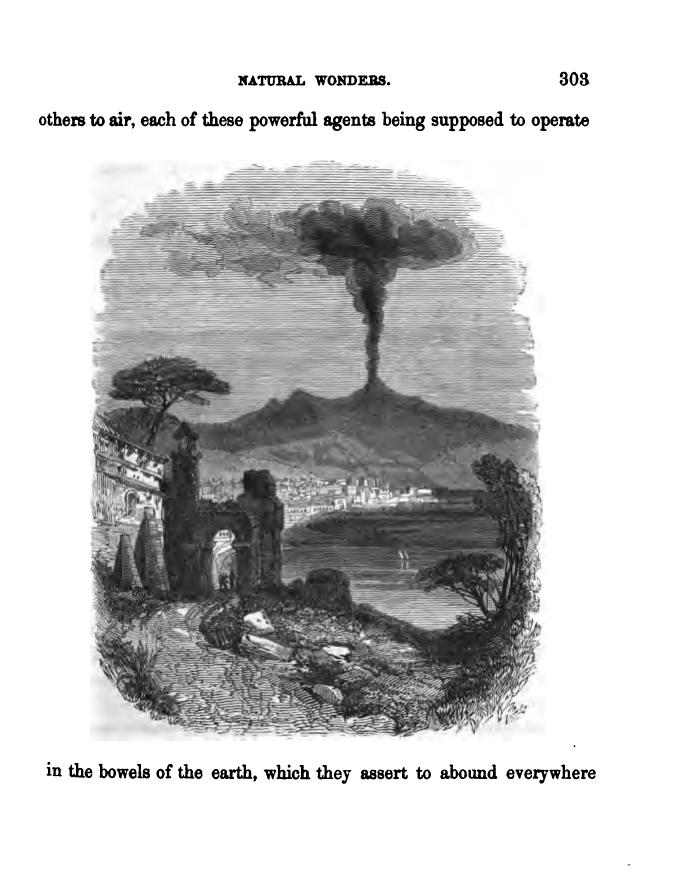 NATURAL WONDERS. 303
others to air, each of these powerful agents being supposed to operate
in the bowels of the earth, which they assert to abound everywhere